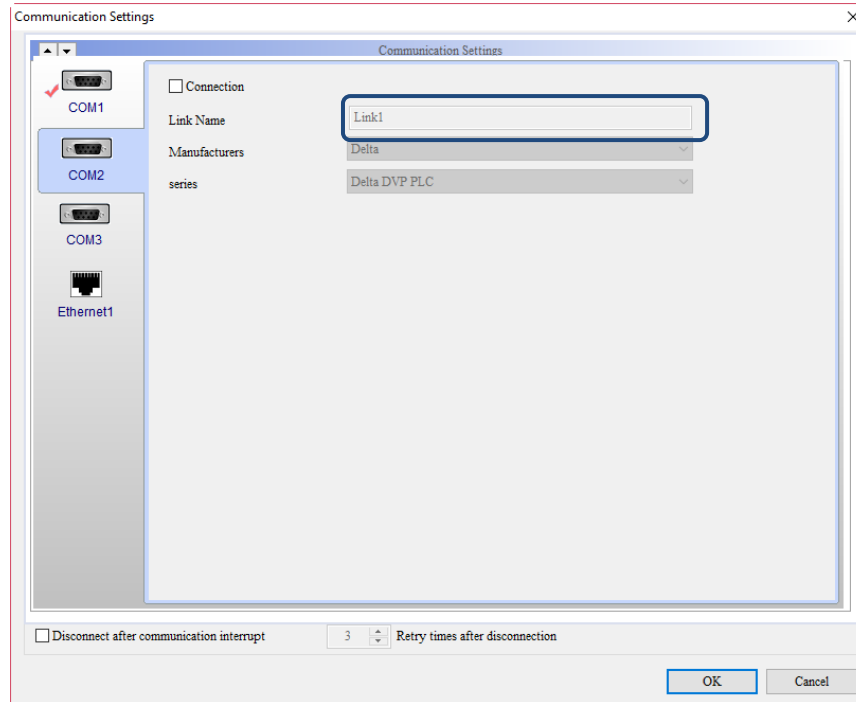 Communication Settings
Communication Settings
COM1
COM2
COM3
Ethernet1
Connection
Link Name Link1
Manufacturers Delta
series Delta DVP PLC
Disconnect after communication interrupt 3 Retry times after disconnection
OK Cancel